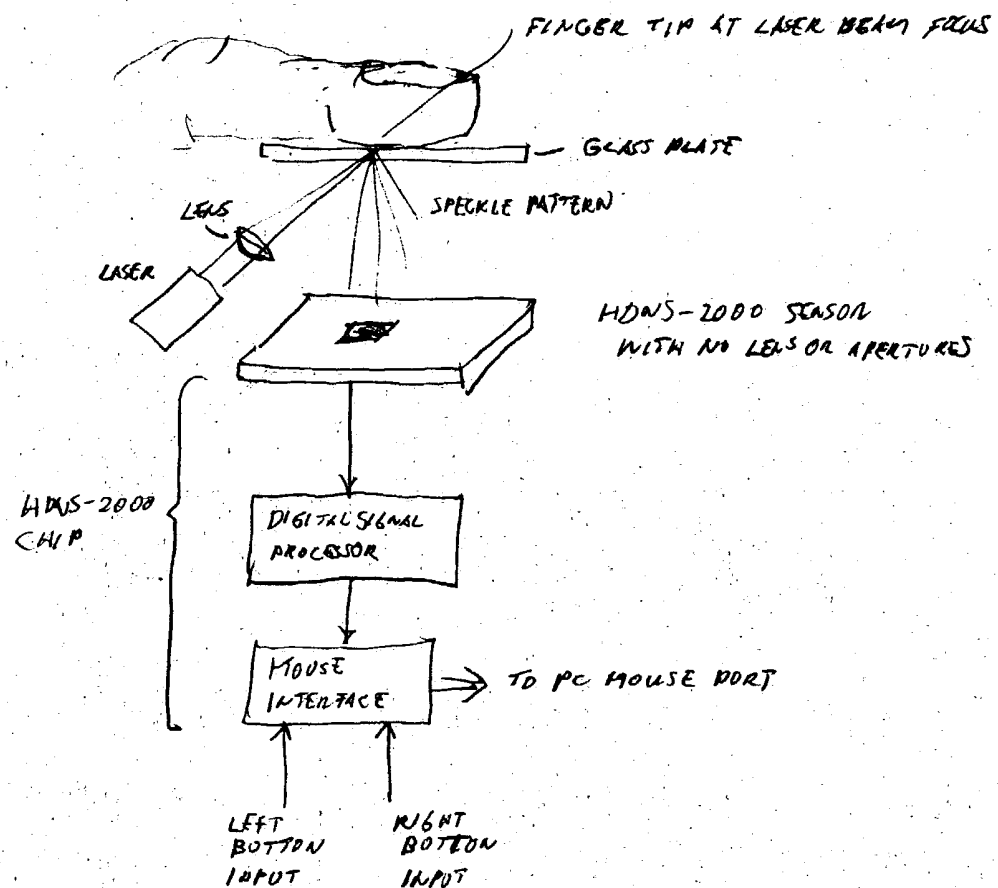 FINGER TIP AT LASER BEAM FOCUS
GLASS PLATE
SPECKLE PATTERN
LENS
LASER
HDNS-2000 SENSOR
WITH NO LENS OR APERTURES
HDNS-2000
CHIP
DIGITAL SIGNAL
PROCESSOR
MOUSE
INTERFACE
TO PC MOUSE PORT
LEFT
BOTTON
INPUT
RIGHT
BOTTON
INPUT